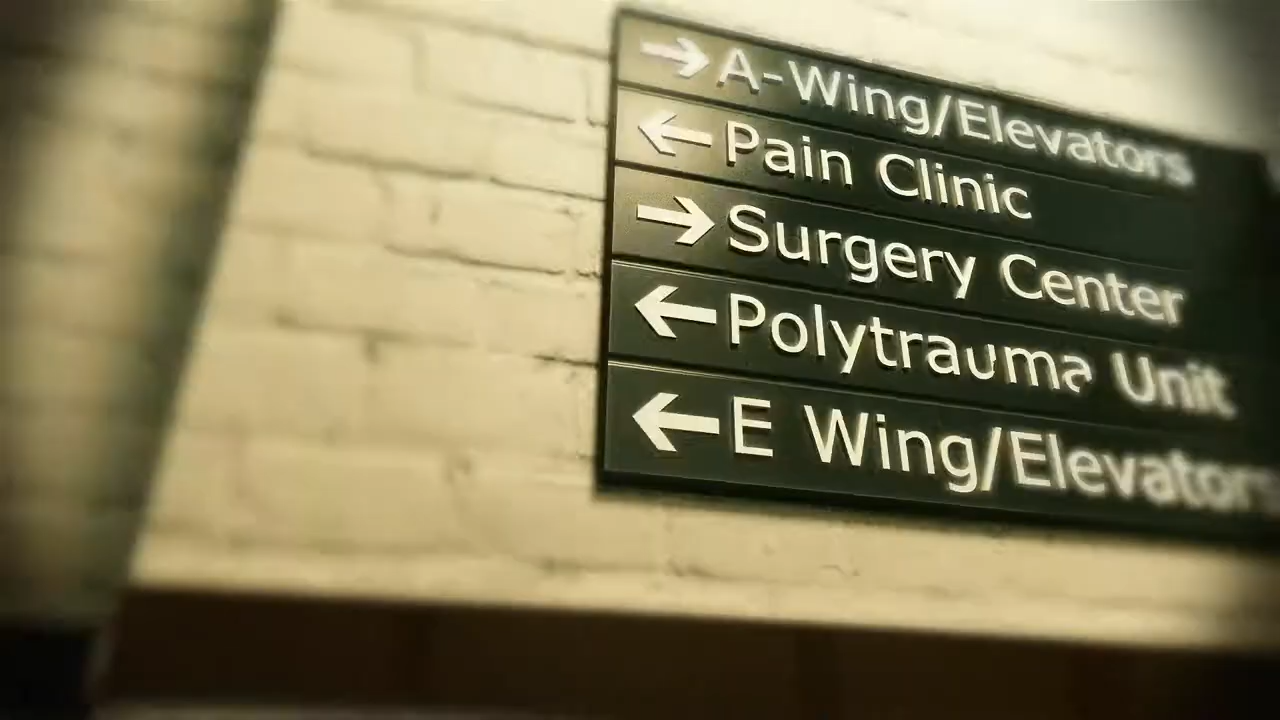 → A-Wing/Elevators
← Pain Clinic
→ Surgery Center
← Polytrauma Unit
← E Wing/Elevators